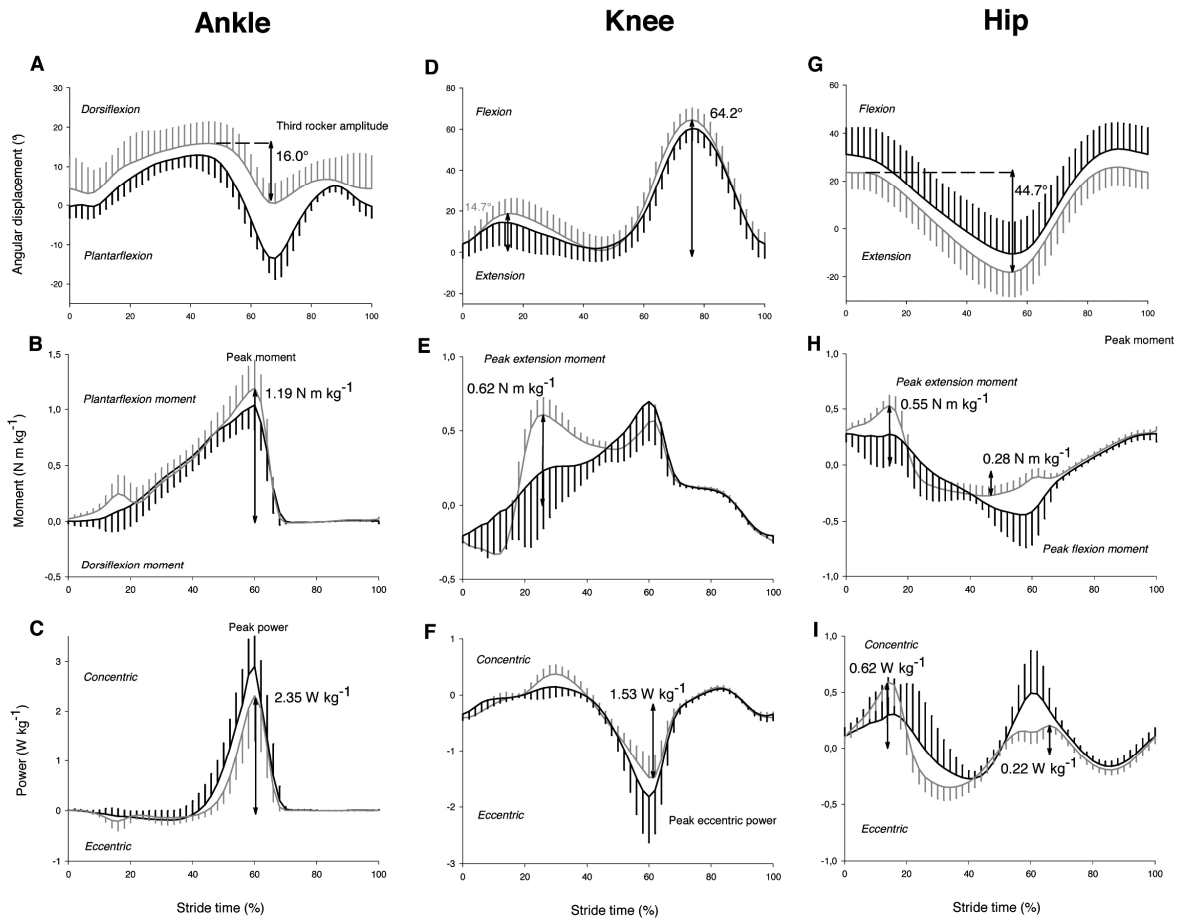 Ankle
Knee
Hip
A
Angular displacement (°)
30
20
10
0
-10
-20
Dorsiflexion
Third rocker amplitude
16.0°
Plantarflexion
0 20 40 60 80 100
D
80
60
40
20
0
-20
Flexion
64.2°
14.7°
Extension
0 20 40 60 80 100
G
60
40
20
0
-20
Flexion
44.7°
Extension
0 20 40 60 80 100
B
Moment (N m kg-1)
1,5
1,0
0,5
0,0
-0,5
Peak moment
Plantarflexion moment
1.19 N m kg-1
Dorsiflexion moment
0 20 40 60 80 100
E
1,0
0,5
0,0
-0,5
Peak extension moment
0.62 N m kg-1
0 20 40 60 80 100
H
Peak moment
1,0
0,5
0,0
-0,5
-1,0
Peak extension moment
0.55 N m kg-1
0.28 N m kg-1
Peak flexion moment
0 20 40 60 80 100
C
Power (W kg-1)
3
2
1
0
-1
Peak power
Concentric
2.35 W kg-1
Eccentric
0 20 40 60 80 100
Stride time (%)
F
1
0
-1
-2
-3
Concentric
1.53 W kg-1
Eccentric
Peak eccentric power
0 20 40 60 80 100
Stride time (%)
I
1,0
0,5
0,0
-0,5
-1,0
Concentric
0.62 W kg-1
0.22 W kg-1
Eccentric
0 20 40 60 80 100
Stride time (%)